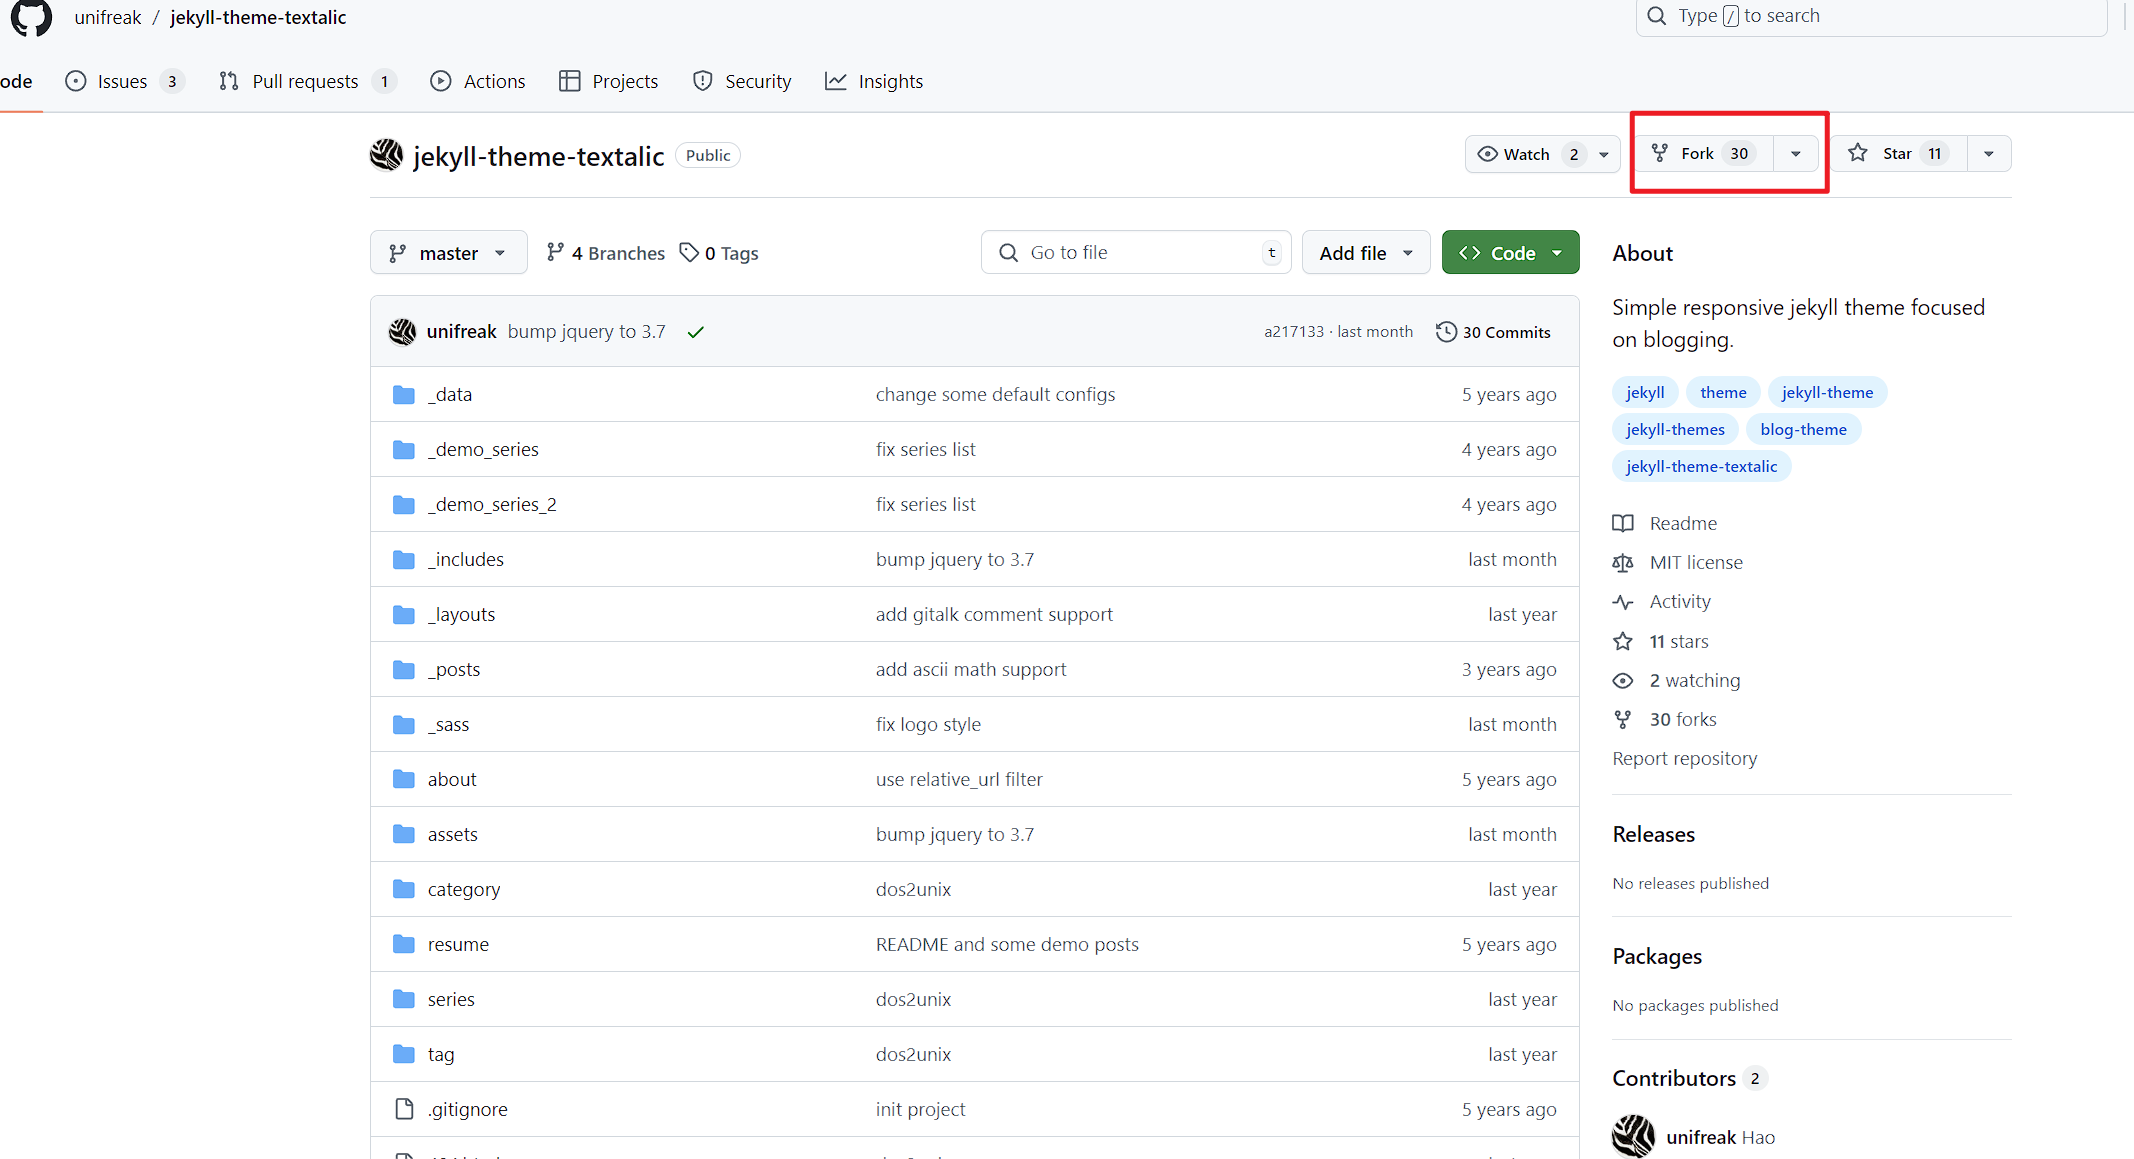 unifreak / jekyll-theme-textalic
Type / to search
ode Issues 3 Pull requests 1 Actions Projects Security Insights
jekyll-theme-textalic Public
Watch 2 Fork 30 Star 11
master 4 Branches 0 Tags Go to file t Add file Code
unifreak bump jquery to 3.7 a217133 · last month 30 Commits
_data change some default configs 5 years ago
_demo_series fix series list 4 years ago
_demo_series_2 fix series list 4 years ago
_includes bump jquery to 3.7 last month
_layouts add gitalk comment support last year
_posts add ascii math support 3 years ago
_sass fix logo style last month
about use relative_url filter 5 years ago
assets bump jquery to 3.7 last month
category dos2unix last year
resume README and some demo posts 5 years ago
series dos2unix last year
tag dos2unix last year
.gitignore init project 5 years ago
About
Simple responsive jekyll theme focused
on blogging.
jekyll theme jekyll-theme
jekyll-themes blog-theme
jekyll-theme-textalic
Readme
MIT license
Activity
11 stars
2 watching
30 forks
Report repository
Releases
No releases published
Packages
No packages published
Contributors 2
unifreak Hao